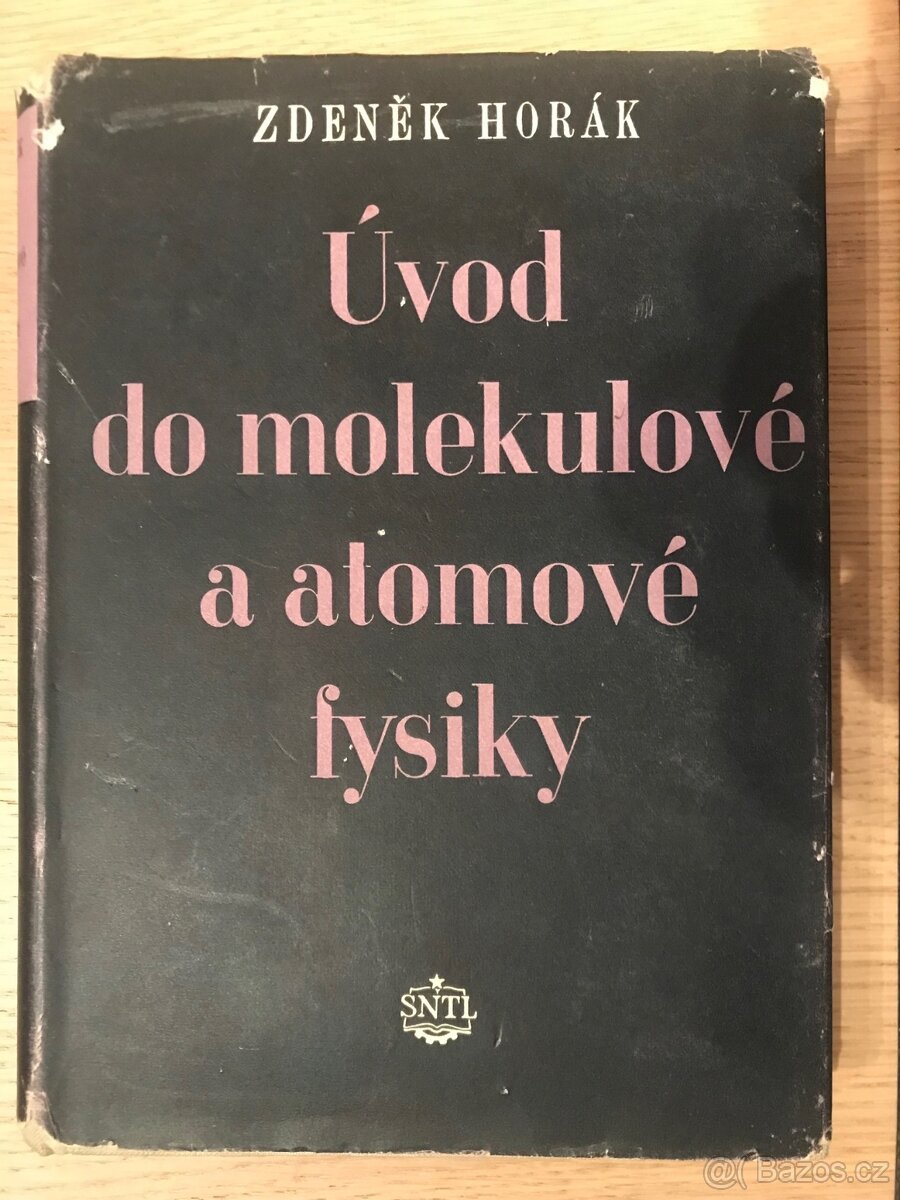 ZDENĚK HORÁK
Úvod
do molekulové
a atomové
fysiky
SNTL
@( Bazos.cz